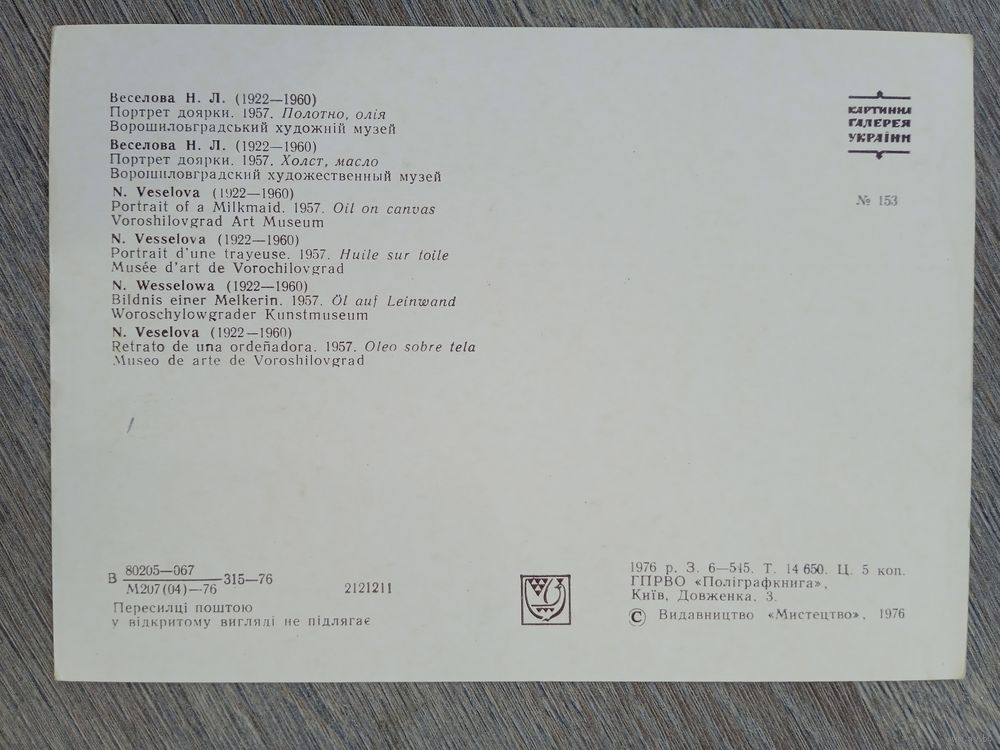 Веселова Н. Л. (1922—1960)
Портрет доярки. 1957. Полотно, олія
Ворошиловградський художній музей
Веселова Н. Л. (1922—1960)
Портрет доярки. 1957. Холст, масло
Ворошиловградский художественный музей
N. Veselova (1922—1960)
Portrait of a Milkmaid. 1957. Oil on canvas
Voroshilovgrad Art Museum
N. Vesselova (1922—1960)
Portrait d'une trayeuse. 1957. Huile sur toile
Musée d'art de Vorochilovgrad
N. Wesselowa (1922—1960)
Bildnis einer Melkerin. 1957. Öl auf Leinwand
Woroschylowgrader Kunstmuseum
N. Veselova (1922—1960)
Retrato de una ordeñadora. 1957. Oleo sobre tela
Museo de arte de Voroshilovgrad
КАРТИННА
ГАЛЕРЕЯ
УКРАЇНИ
№ 153
В 80205—067
М207(04)—76 315—76
2121211
Пересилці поштою
у відкритому вигляді не підлягає
1976 р. З. 6—545. Т. 14 650. Ц. 5 коп.
ГПРВО «Поліграфкнига»,
Київ, Довженка, 3.
© Видавництво «Мистецтво», 1976